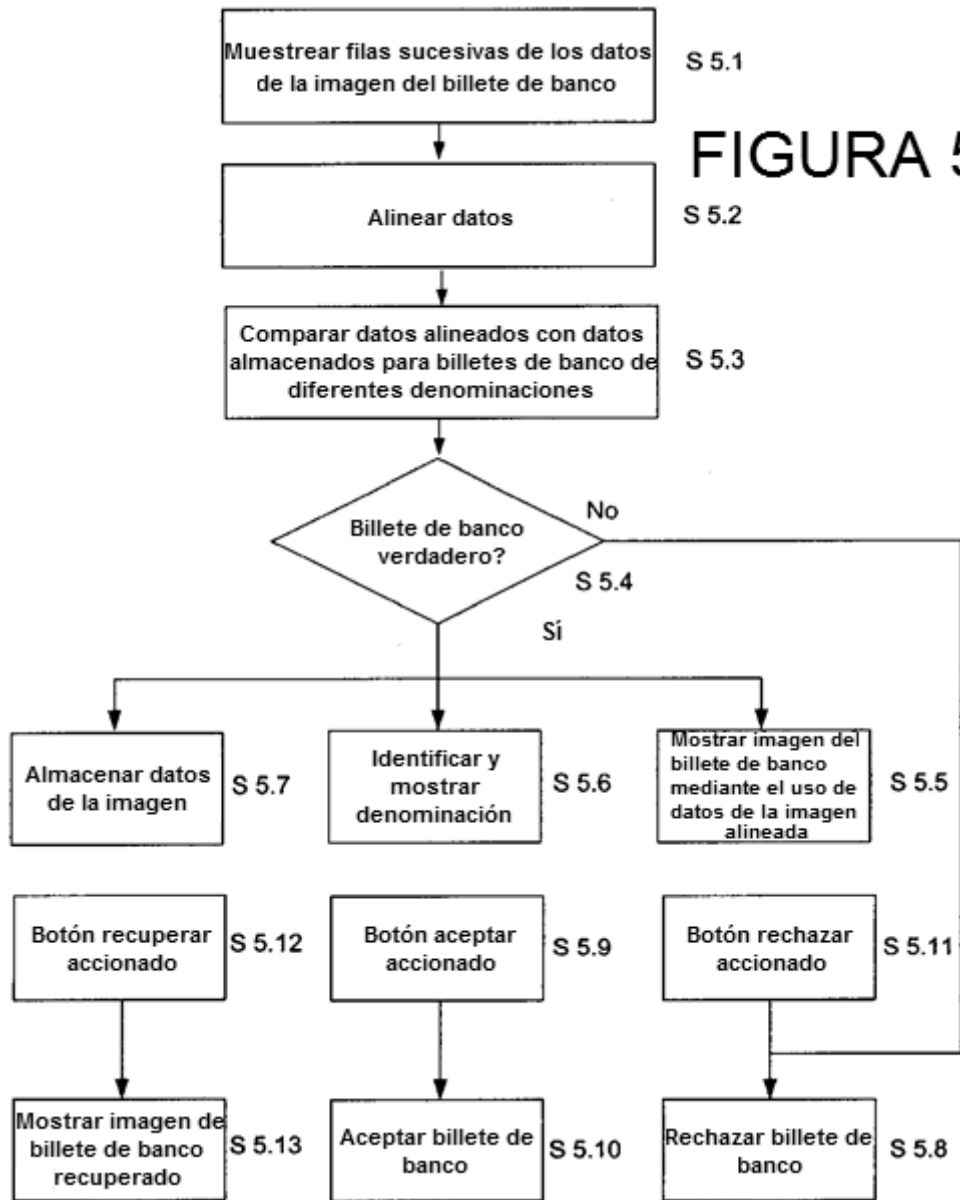 Muestrear filas sucesivas de los datos
de la imagen del billete de banco
S 5.1
FIGURA 5
Alinear datos
S 5.2
Comparar datos alineados con datos
almacenados para billetes de banco de
diferentes denominaciones
S 5.3
Billete de banco
verdadero?
No
S 5.4
Sí
Almacenar datos
de la imagen
S 5.7
Identificar y
mostrar
denominación
S 5.6
Mostrar imagen del
billete de banco
mediante el uso de
datos de la imagen
alineada
S 5.5
Botón recuperar
accionado
S 5.12
Botón aceptar
accionado
S 5.9
Botón rechazar
accionado
S 5.11
Mostrar imagen de
billete de banco
recuperado
S 5.13
Aceptar billete de
banco
S 5.10
Rechazar billete de
banco
S 5.8